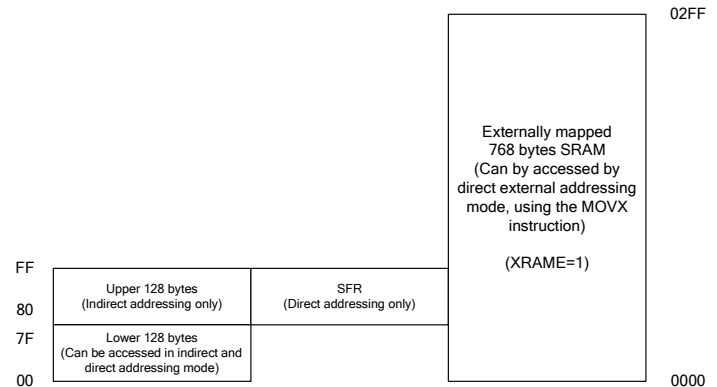 02FF
Externally mapped
768 bytes SRAM
(Can by accessed by
direct external addressing
mode, using the MOVX
instruction)
(XRAME=1)
FF
Upper 128 bytes
(Indirect addressing only)
SFR
(Direct addressing only)
80
7F
Lower 128 bytes
(Can be accessed in indirect and
direct addressing mode)
00
0000